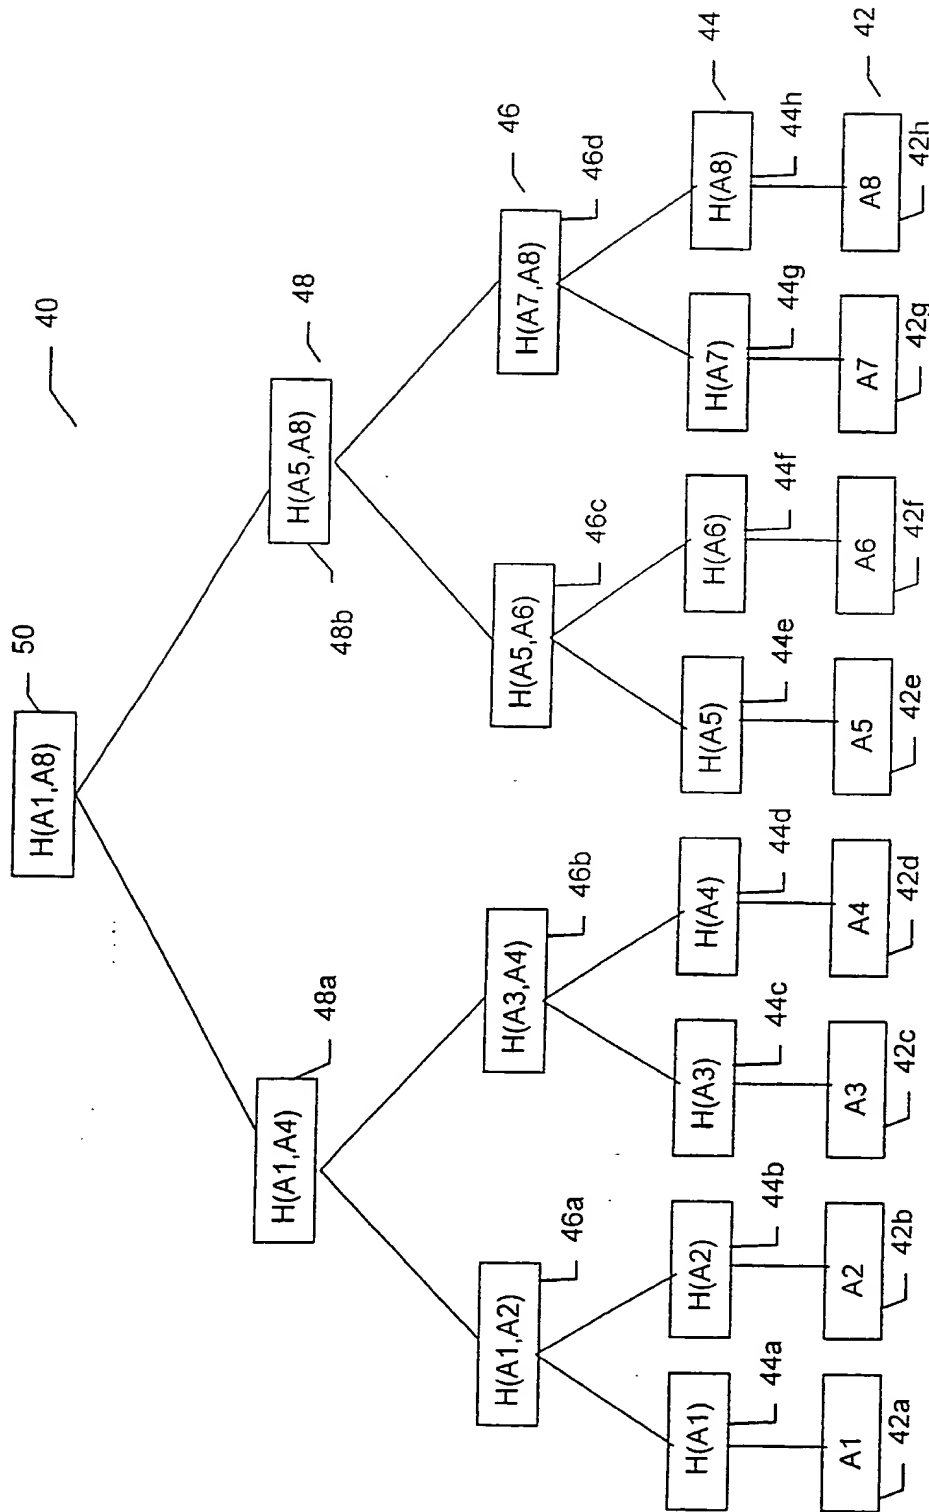 40
50
H(A1,A8)
48
H(A1,A4)
48a
H(A5,A8)
48b
46
H(A1,A2)
46a
H(A3,A4)
46b
H(A5,A6)
46c
H(A7,A8)
46d
44
H(A1)
44a
H(A2)
44b
H(A3)
44c
H(A4)
44d
H(A5)
44e
H(A6)
44f
H(A7)
44g
H(A8)
44h
42
A1
42a
A2
42b
A3
42c
A4
42d
A5
42e
A6
42f
A7
42g
A8
42h